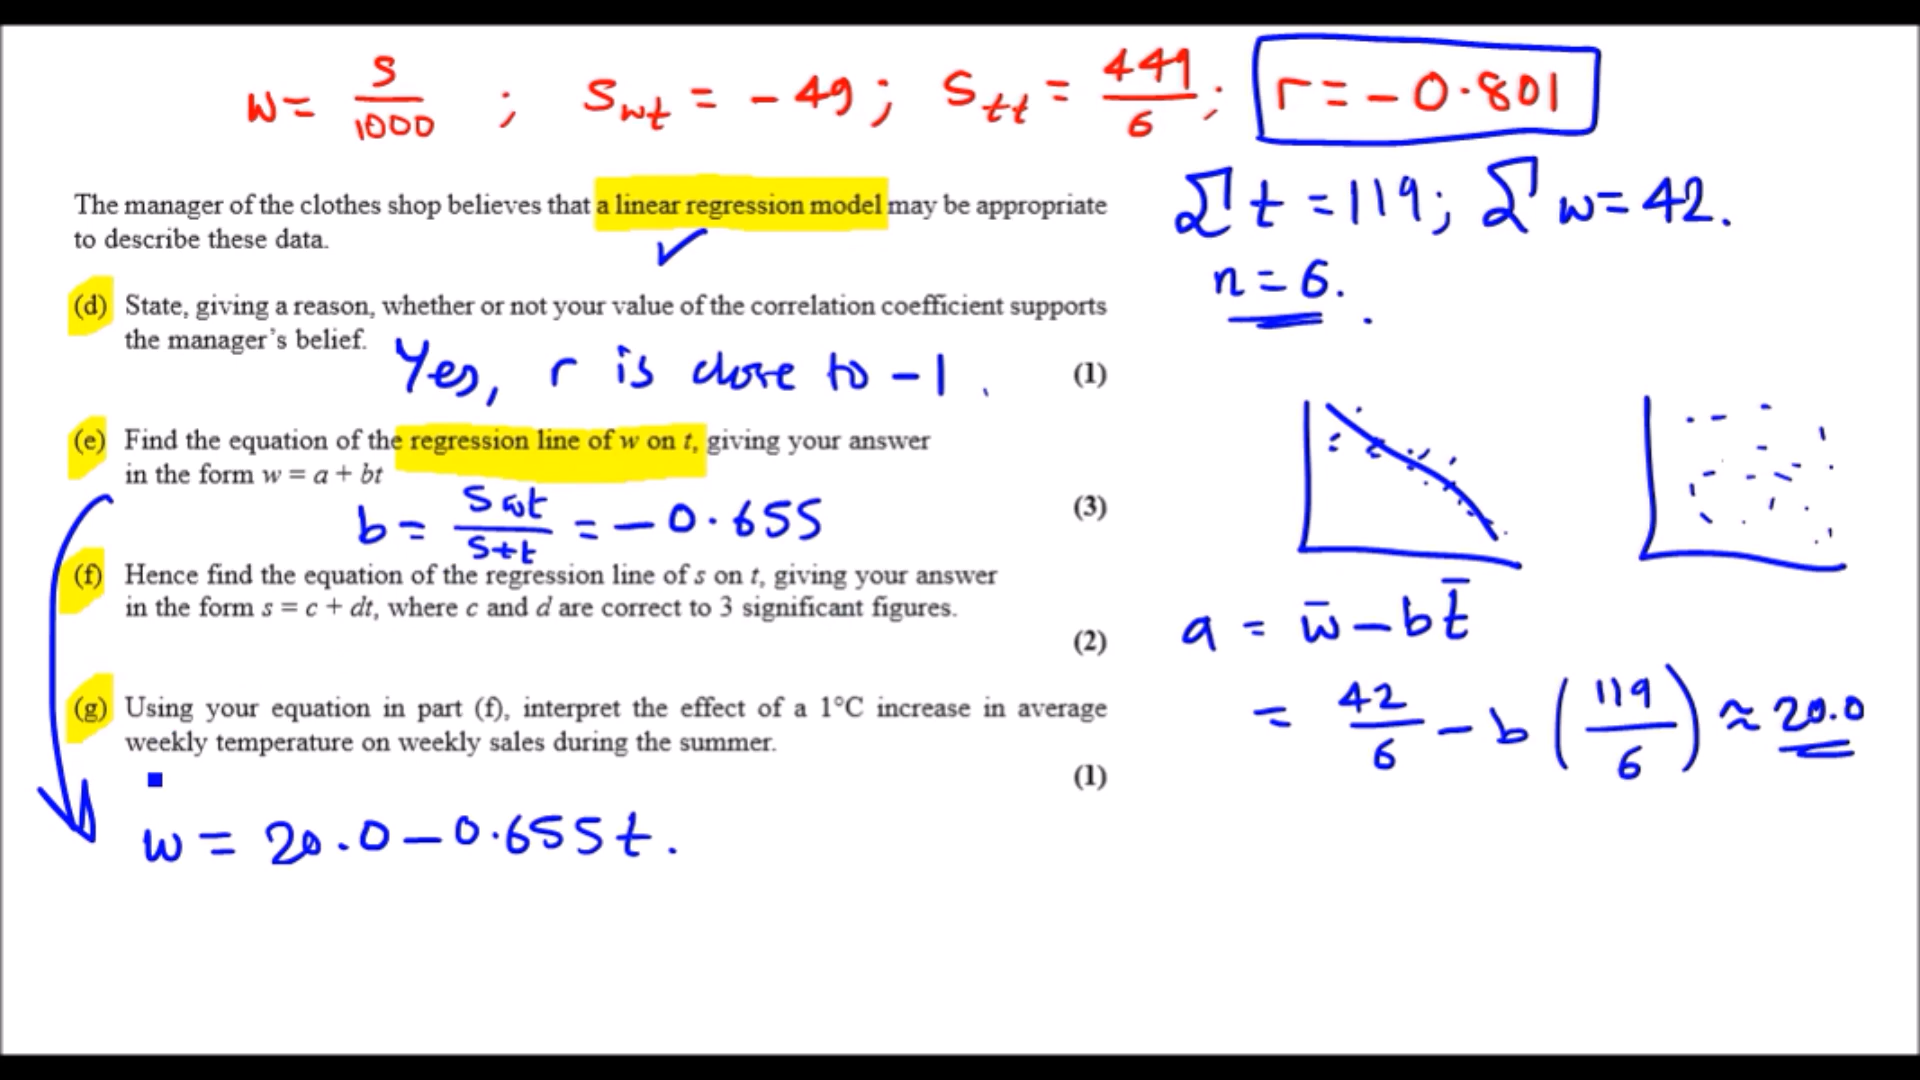 w = s/1000 ; Swt = -49; Stt = 449/6; r = -0.801
The manager of the clothes shop believes that a linear regression model may be appropriate
to describe these data.
Σt = 119; Σw = 42.
n = 6.
(d) State, giving a reason, whether or not your value of the correlation coefficient supports
the manager's belief.
Yes, r is close to -1.
(1)
(e) Find the equation of the regression line of w on t, giving your answer
in the form w = a + bt
b = Swt/Stt = -0.655
(3)
(f) Hence find the equation of the regression line of s on t, giving your answer
in the form s = c + dt, where c and d are correct to 3 significant figures.
(2)
(g) Using your equation in part (f), interpret the effect of a 1°C increase in average
weekly temperature on weekly sales during the summer.
(1)
w = 20.0 - 0.655t.
a = w̄ - bt̄
= 42/6 - b(119/6) ≈ 20.0